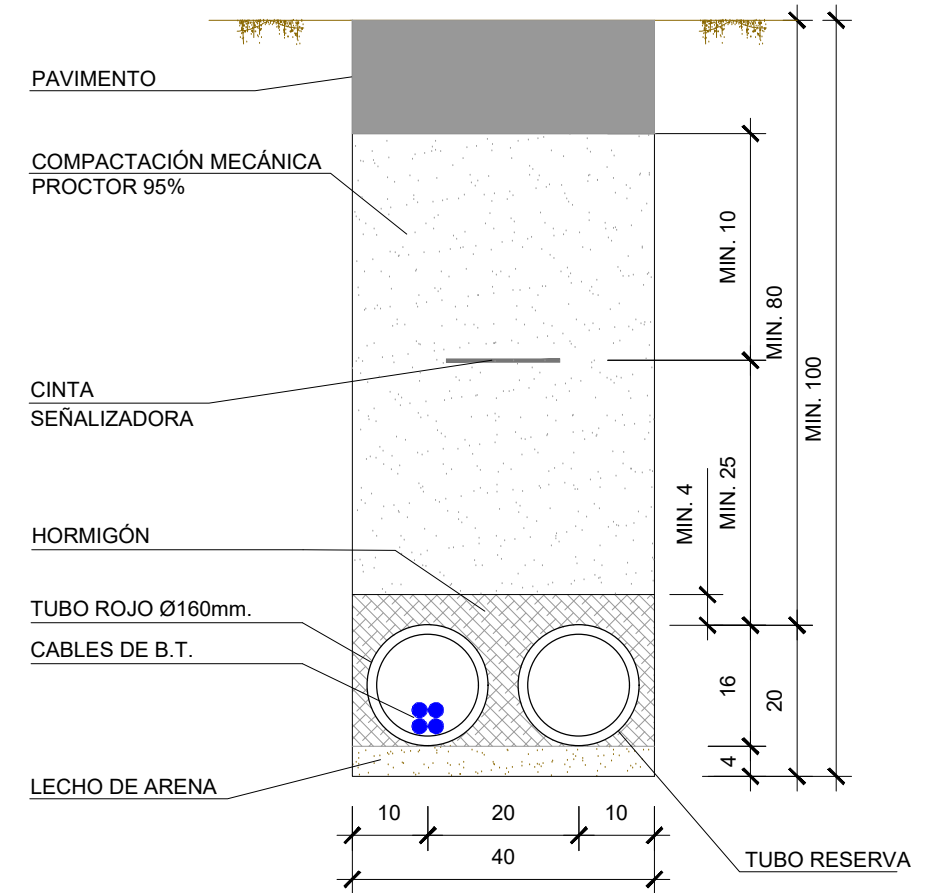 PAVIMENTO
COMPACTACIÓN MECÁNICA
PROCTOR 95%
CINTA
SEÑALIZADORA
HORMIGÓN
TUBO ROJO Ø160mm.
CABLES DE B.T.
LECHO DE ARENA
MIN. 10
MIN. 80
MIN. 100
MIN. 4
MIN. 25
16
20
4
10
20
10
40
TUBO RESERVA